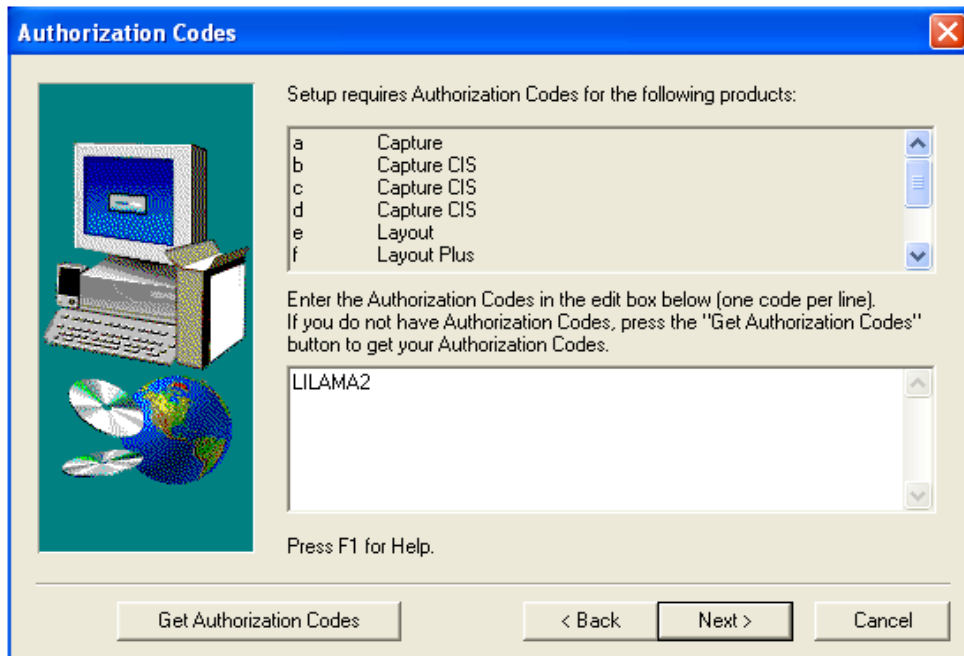 Authorization Codes
Setup requires Authorization Codes for the following products:
a Capture
b Capture CIS
c Capture CIS
d Capture CIS
e Layout
f Layout Plus
Enter the Authorization Codes in the edit box below (one code per line).
If you do not have Authorization Codes, press the "Get Authorization Codes"
button to get your Authorization Codes.
LILAMA2
Press F1 for Help.
Get Authorization Codes < Back Next > Cancel